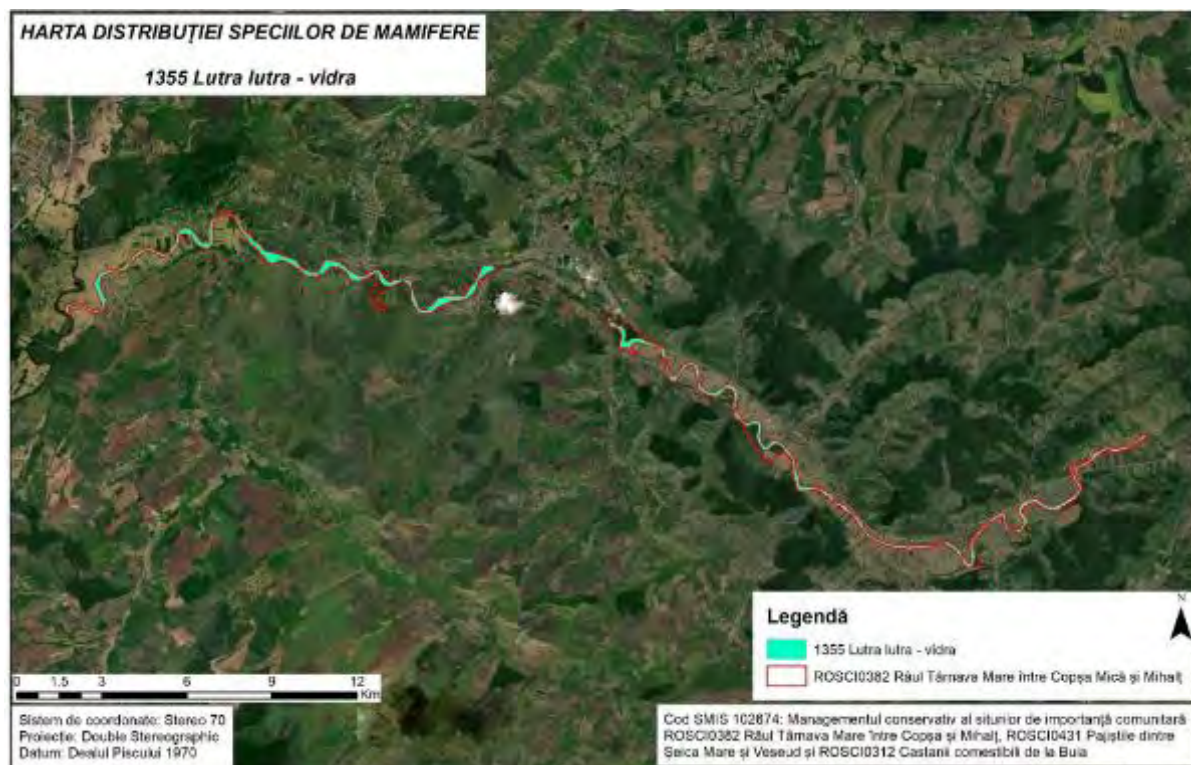 HARTA DISTRIBUŢIEI SPECIILOR DE MAMIFERE
1355 Lutra lutra - vidra
N
Legendă
1355 Lutra lutra - vidra
ROSCI0382 Râul Târnava Mare între Copșa Mică și Mihalț
0 1.5 3 6 9 12
Km
Sistem de coordonate: Stereo 70
Proiecție: Double Stereographic
Datum: Dealul Piscului 1970
Cod SMIS 102874: Managementul conservativ al siturilor de importanță comunitară
ROSCI0382 Râul Târnava Mare între Copșa și Mihalț, ROSCI0431 Pajiștile dintre
Șeica Mare și Veseud și ROSCI0312 Castanii comestibili de la Buia